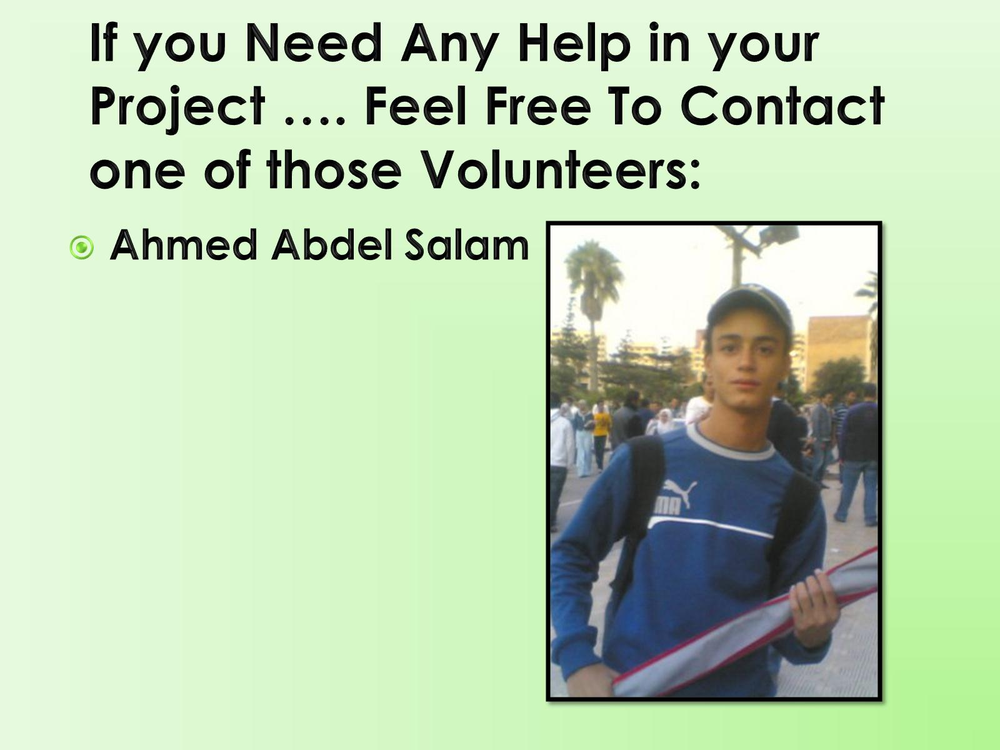 If you Need Any Help in your
Project .... Feel Free To Contact
one of those Volunteers:
Ahmed Abdel Salam